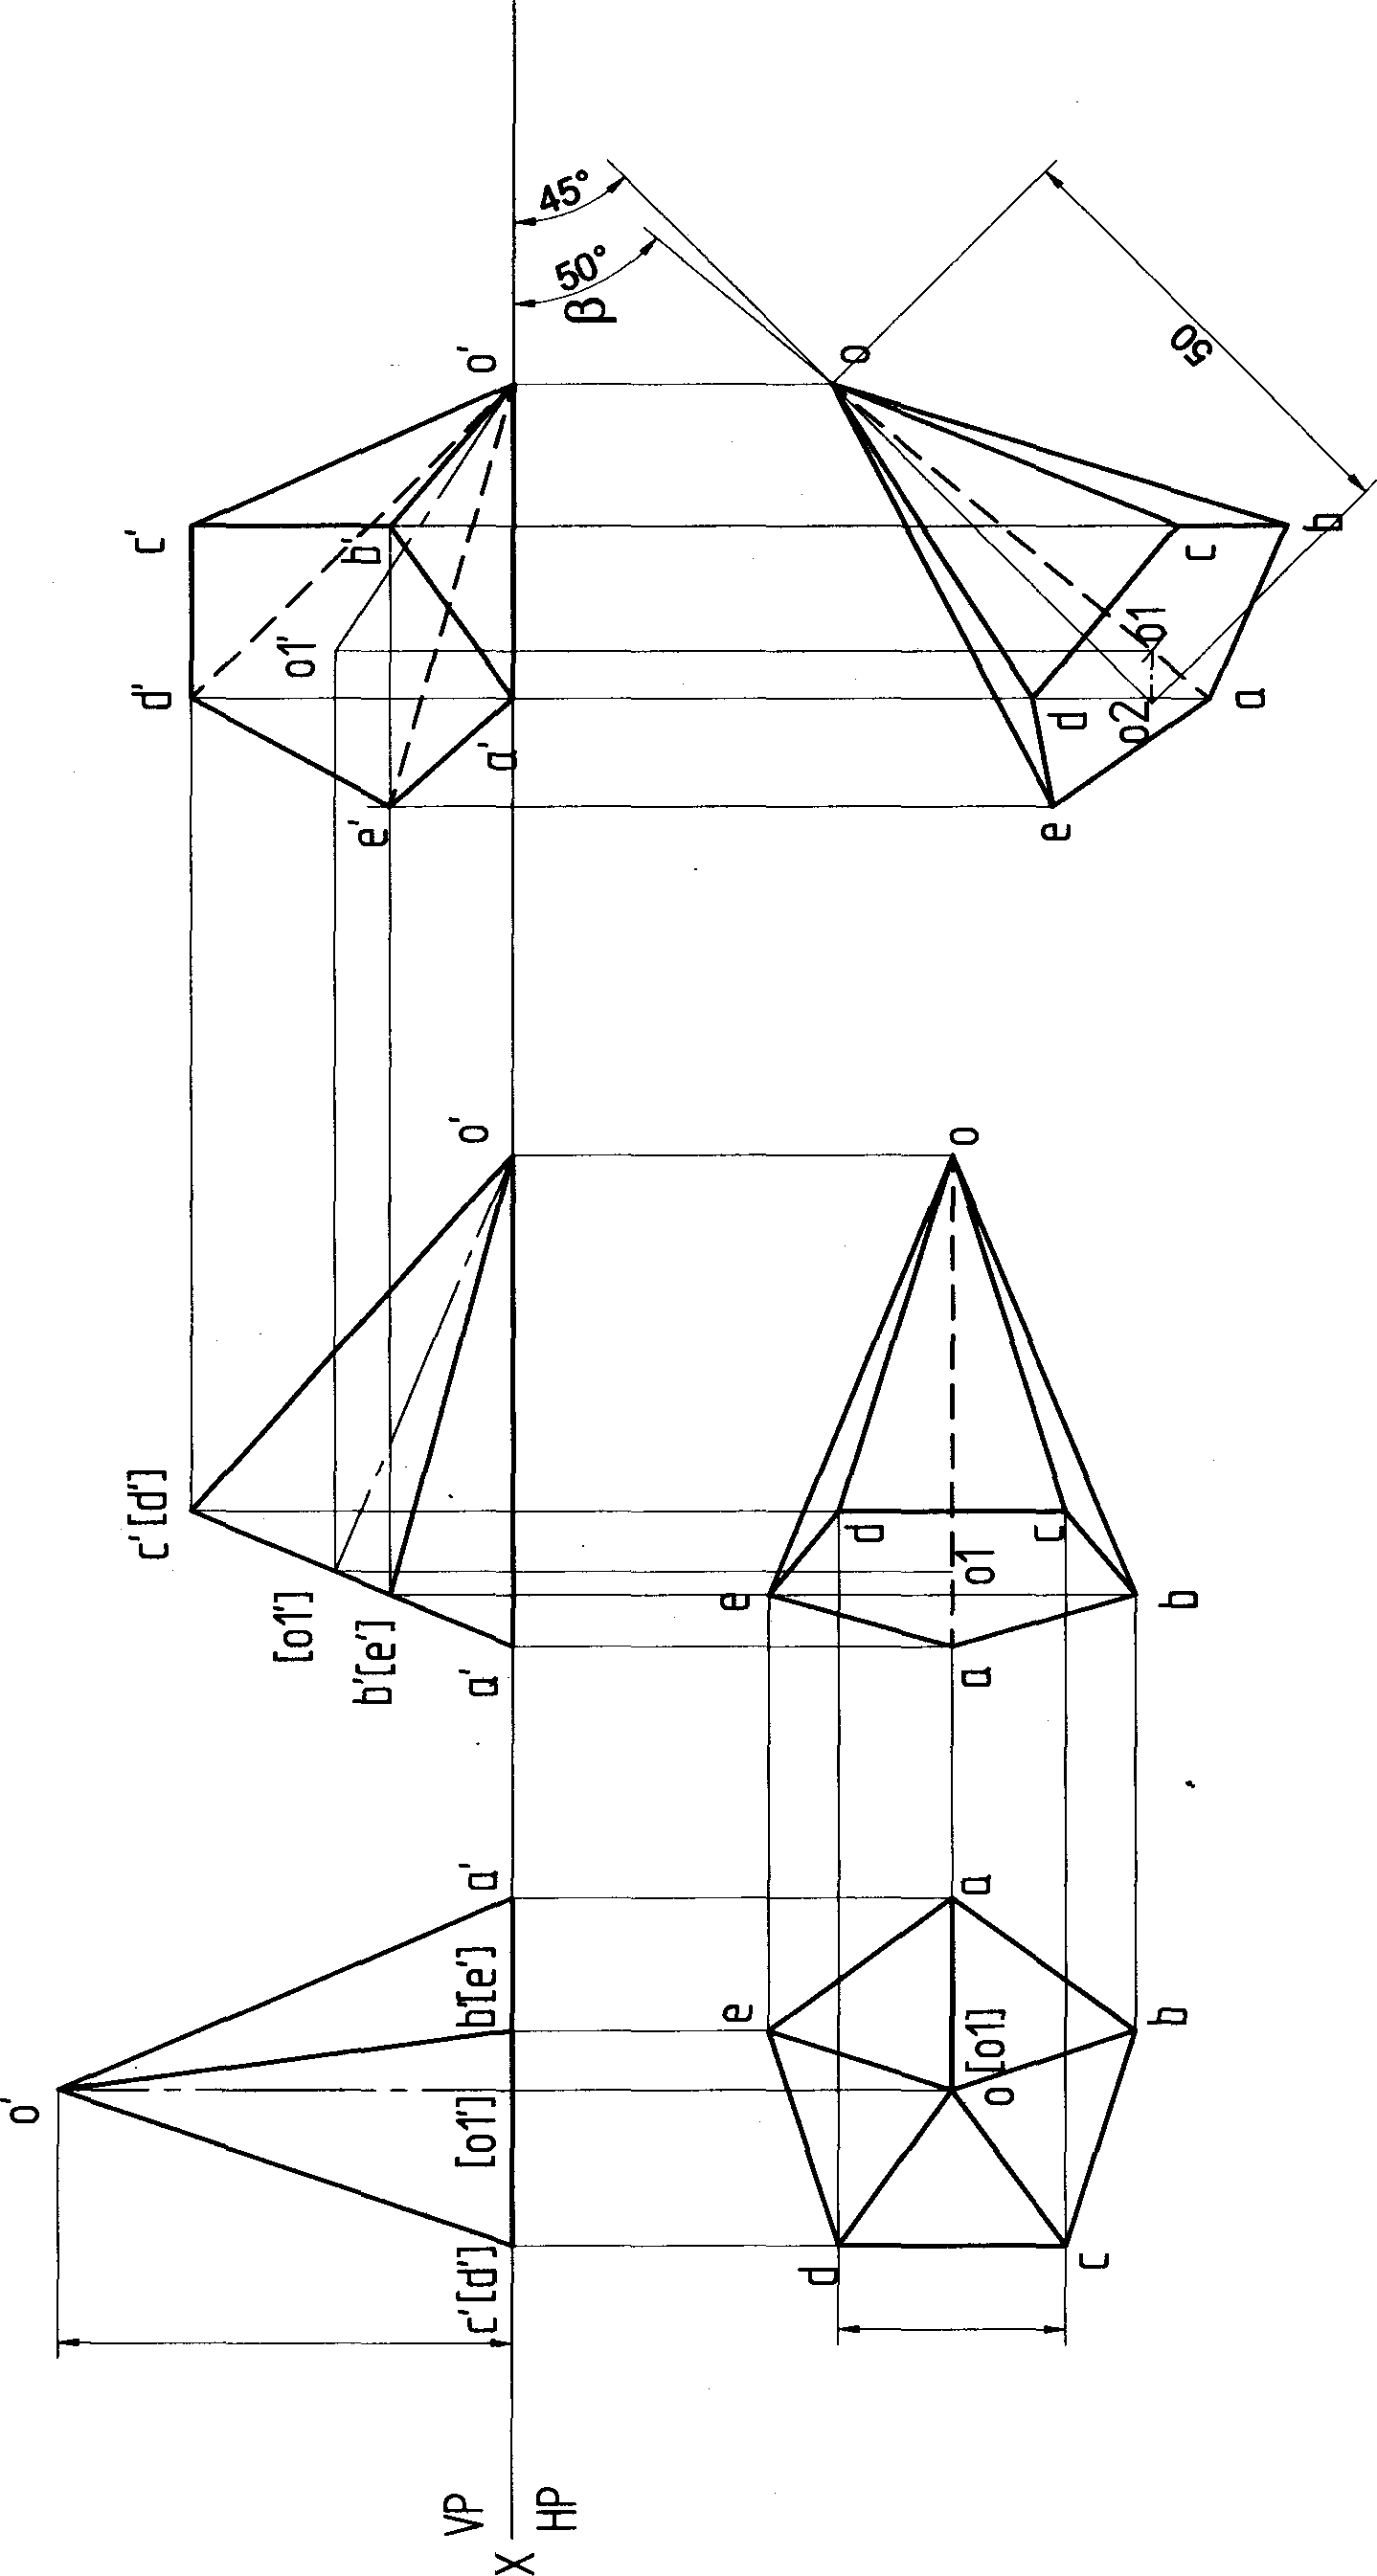 o'
c'[d']
[o1']
b'[e']
a'
VP
X
HP
e
d
o
[o1]
a
c
b
c'[d']
[o1']
b'[e']
a'
o'
e
d
c
o1
a
o
b
d'
c'
o1'
b'
e'
a'
o'
45°
50°
β
o
e
d
o2
o1
c
a
b
50